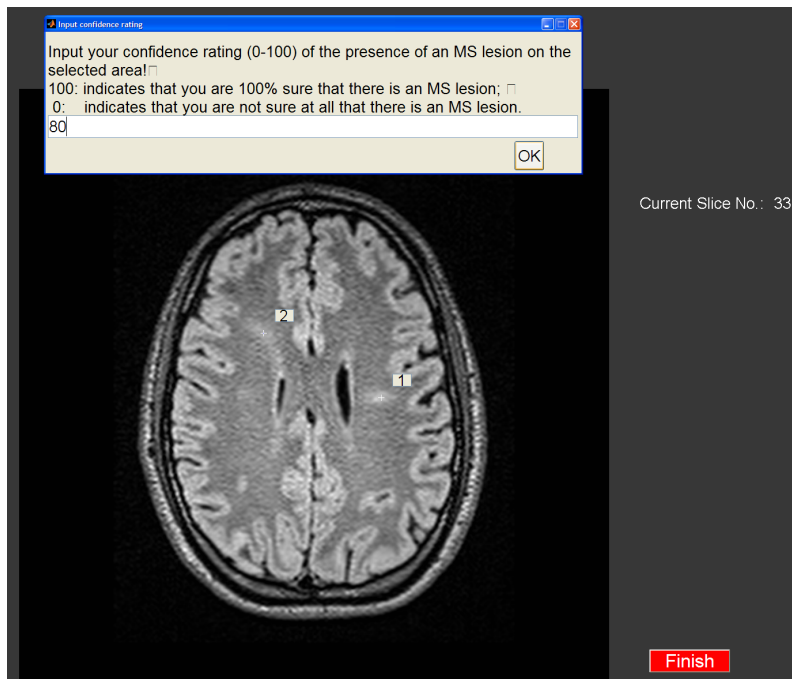 Input confidence rating
Input your confidence rating (0-100) of the presence of an MS lesion on the
selected area!
100: indicates that you are 100% sure that there is an MS lesion;
0: indicates that you are not sure at all that there is an MS lesion.
80
OK
Current Slice No.: 33
2
1
Finish